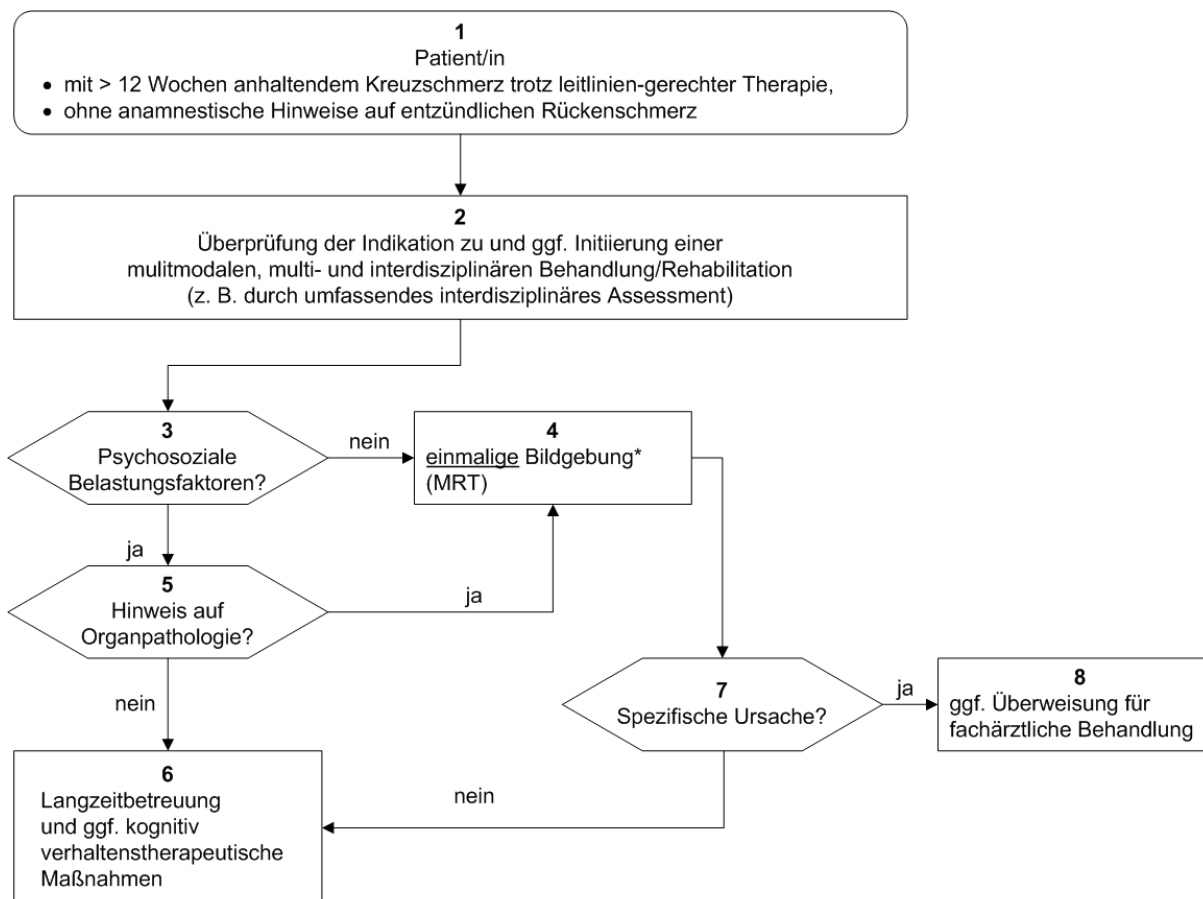 1
Patient/in
• mit > 12 Wochen anhaltendem Kreuzschmerz trotz leitlinien-gerechter Therapie,
• ohne anamnestische Hinweise auf entzündlichen Rückenschmerz
2
Überprüfung der Indikation zu und ggf. Initiierung einer
mulitmodalen, multi- und interdisziplinären Behandlung/Rehabilitation
(z. B. durch umfassendes interdisziplinäres Assessment)
3
Psychosoziale
Belastungsfaktoren?
nein
4
einmalige Bildgebung*
(MRT)
ja
5
Hinweis auf
Organpathologie?
ja
nein
7
Spezifische Ursache?
ja
8
ggf. Überweisung für
fachärztliche Behandlung
nein
6
Langzeitbetreuung
und ggf. kognitiv
verhaltenstherapeutische
Maßnahmen